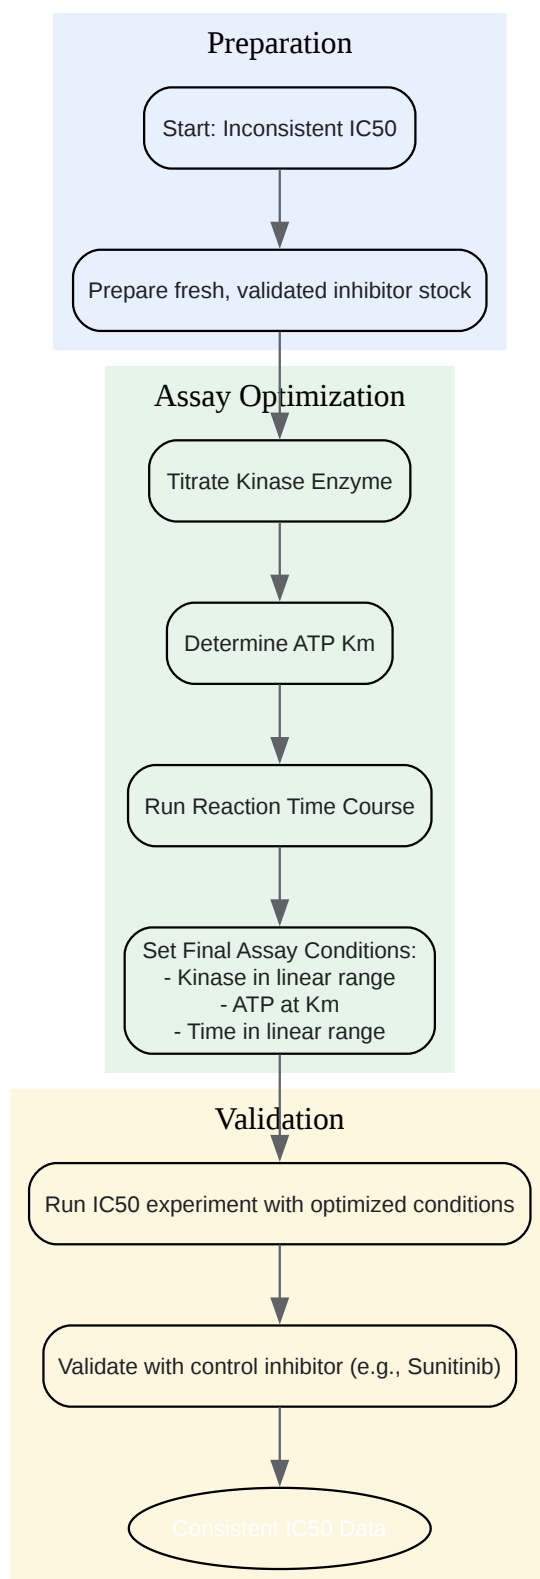 Preparation
Start: Inconsistent IC50
Prepare fresh, validated inhibitor stock
Assay Optimization
Titrate Kinase Enzyme
Determine ATP Km
Run Reaction Time Course
Set Final Assay Conditions:
- Kinase in linear range
- ATP at Km
- Time in linear range
Validation
Run IC50 experiment with optimized conditions
Validate with control inhibitor (e.g., Sunitinib)
Consistent IC50 Data